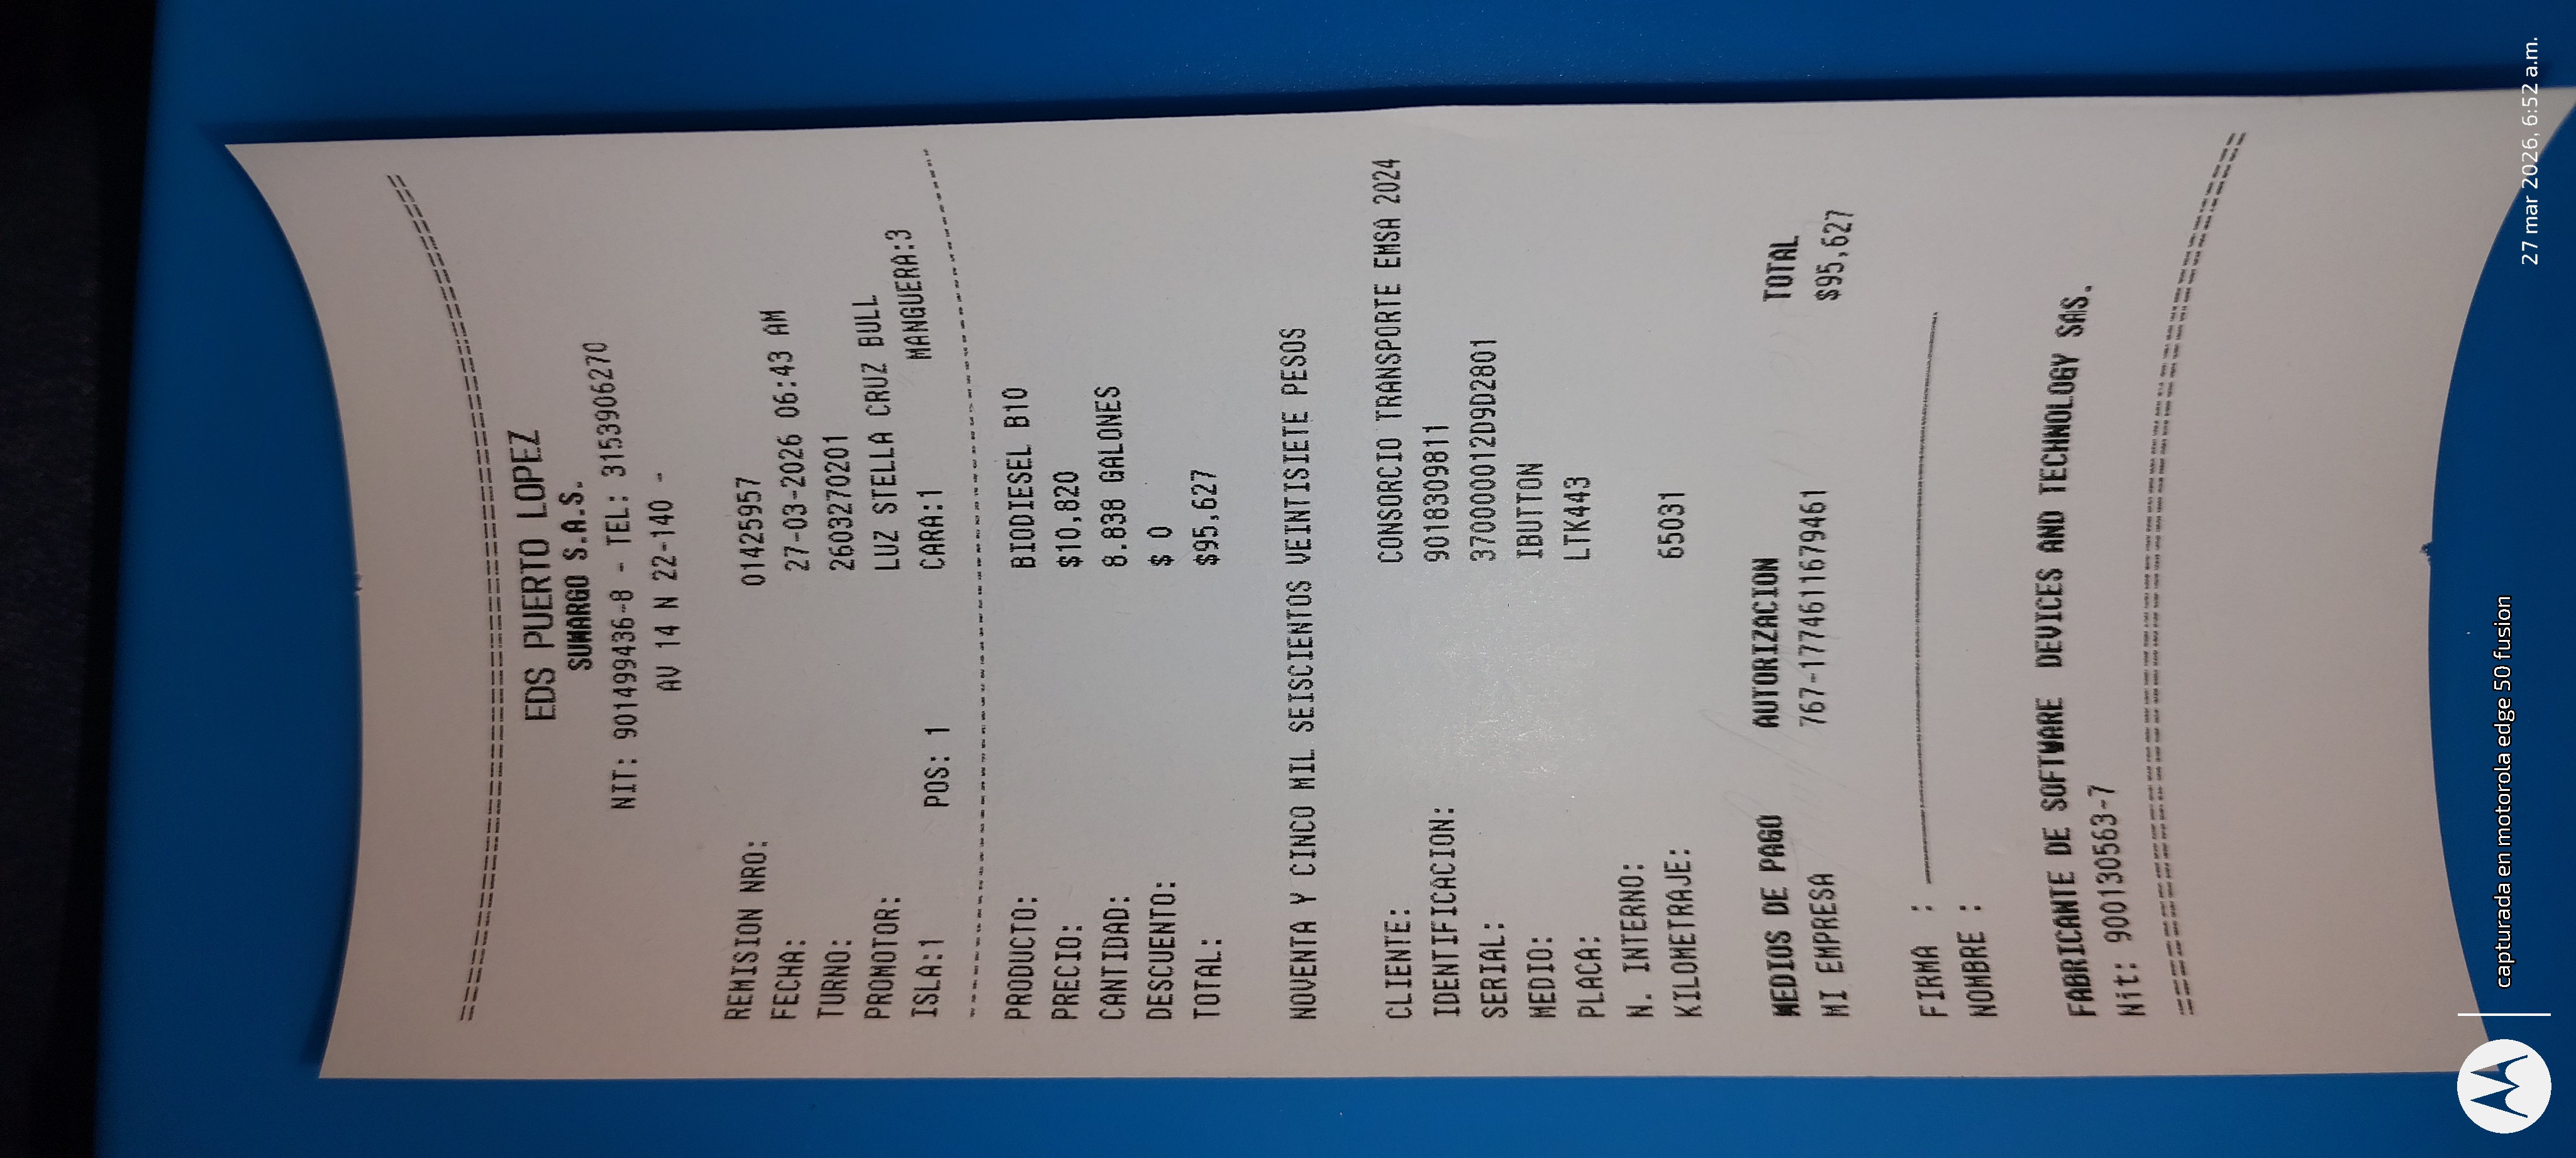 ==================================================
EDS PUERTO LOPEZ
SUWARGO S.A.S.
NIT: 901499436-8 - TEL: 3153906270
AV 14 N 22-140 -
REMISION NRO: 01425957
FECHA: 27-03-2026 06:43 AM
TURNO: 260327020​1
PROMOTOR: LUZ STELLA CRUZ BULL
ISLA:1 POS: 1 CARA:1 MANGUERA:3
--------------------------------------------------
PRODUCTO: BIODIESEL B10
PRECIO: $10,820
CANTIDAD: 8.838 GALONES
DESCUENTO: $ 0
TOTAL: $95,627
NOVENTA Y CINCO MIL SEISCIENTOS VEINTISIETE PESOS
CLIENTE: CONSORCIO TRANSPORTE EMSA 2024
IDENTIFICACION: 9018309811
SERIAL: 3700000012D9D2801
MEDIO: IBUTTON
PLACA: LTK443
N. INTERNO:
KILOMETRAJE: 65031
MEDIOS DE PAGO AUTORIZACION TOTAL
MI EMPRESA 767-1774611679461 $95,627
FIRMA : ______________________
NOMBRE :
FABRICANTE DE SOFTWARE DEVICES AND TECHNOLOGY SAS.
Nit: 900130563-7
==================================================
capturada en motorola edge 50 fusion
27 mar 2026, 6:52 a.m.